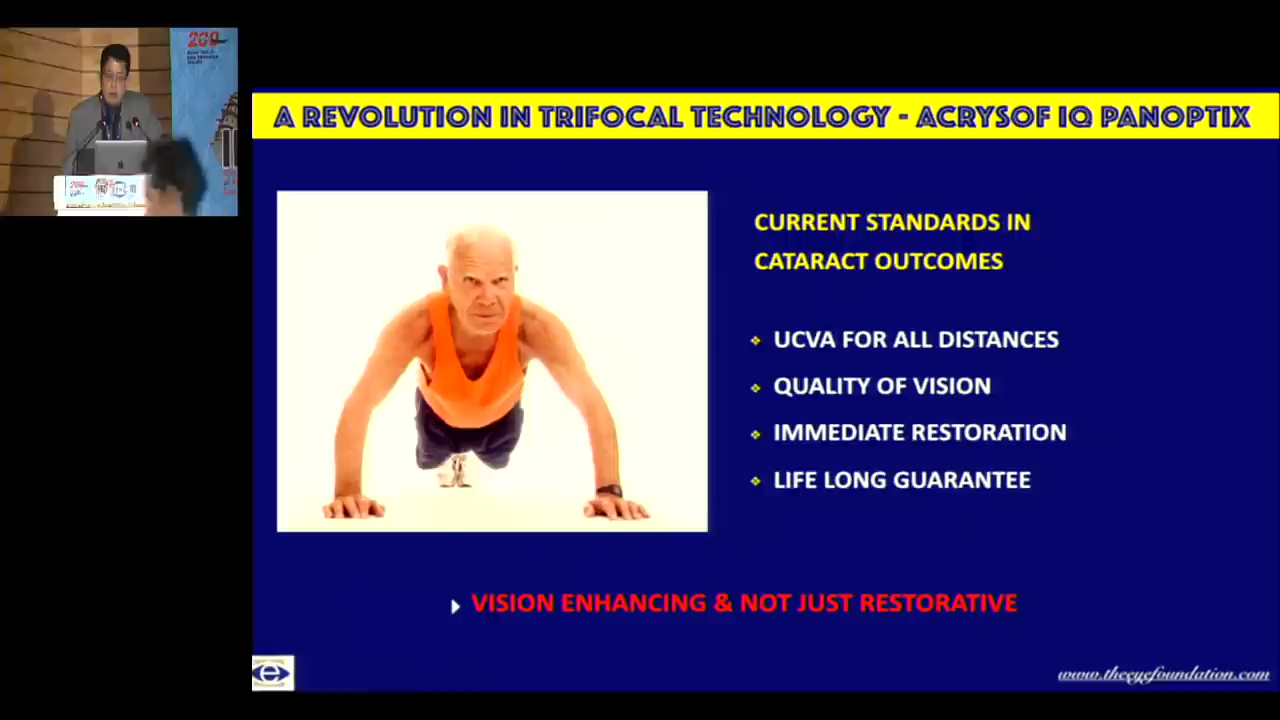 A REVOLUTION IN TRIFOCAL TECHNOLOGY - ACRYSOF IQ PANOPTIX
CURRENT STANDARDS IN
CATARACT OUTCOMES
UCVA FOR ALL DISTANCES
QUALITY OF VISION
IMMEDIATE RESTORATION
LIFE LONG GUARANTEE
VISION ENHANCING & NOT JUST RESTORATIVE
e
www.theeyefoundation.com